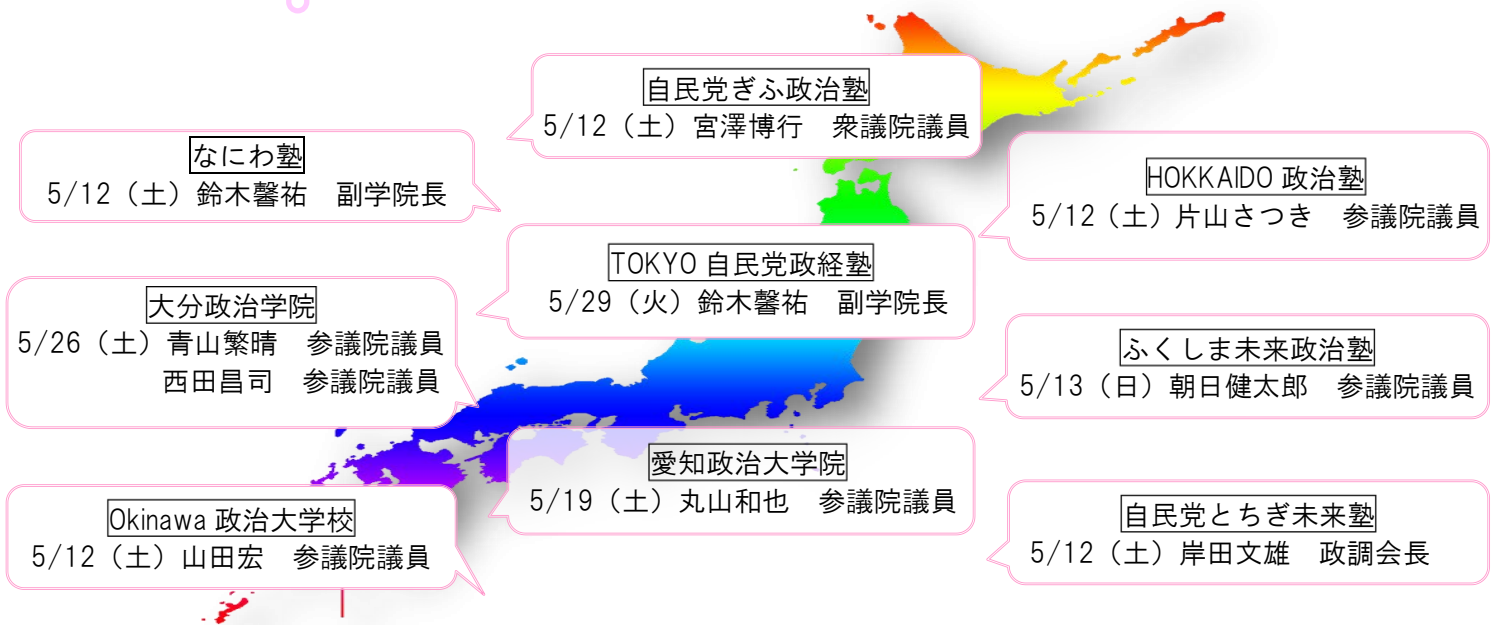 自民党ぎふ政治塾
5/12（土）宮澤博行　衆議院議員
なにわ塾
5/12（土）鈴木馨祐　副学院長
HOKKAIDO 政治塾
5/12（土）片山さつき　参議院議員
TOKYO 自民党政経塾
5/29（火）鈴木馨祐　副学院長
大分政治学院
5/26（土）青山繁晴　参議院議員
西田昌司　参議院議員
ふくしま未来政治塾
5/13（日）朝日健太郎　参議院議員
愛知政治大学院
5/19（土）丸山和也　参議院議員
Okinawa 政治大学校
5/12（土）山田宏　参議院議員
自民党とちぎ未来塾
5/12（土）岸田文雄　政調会長